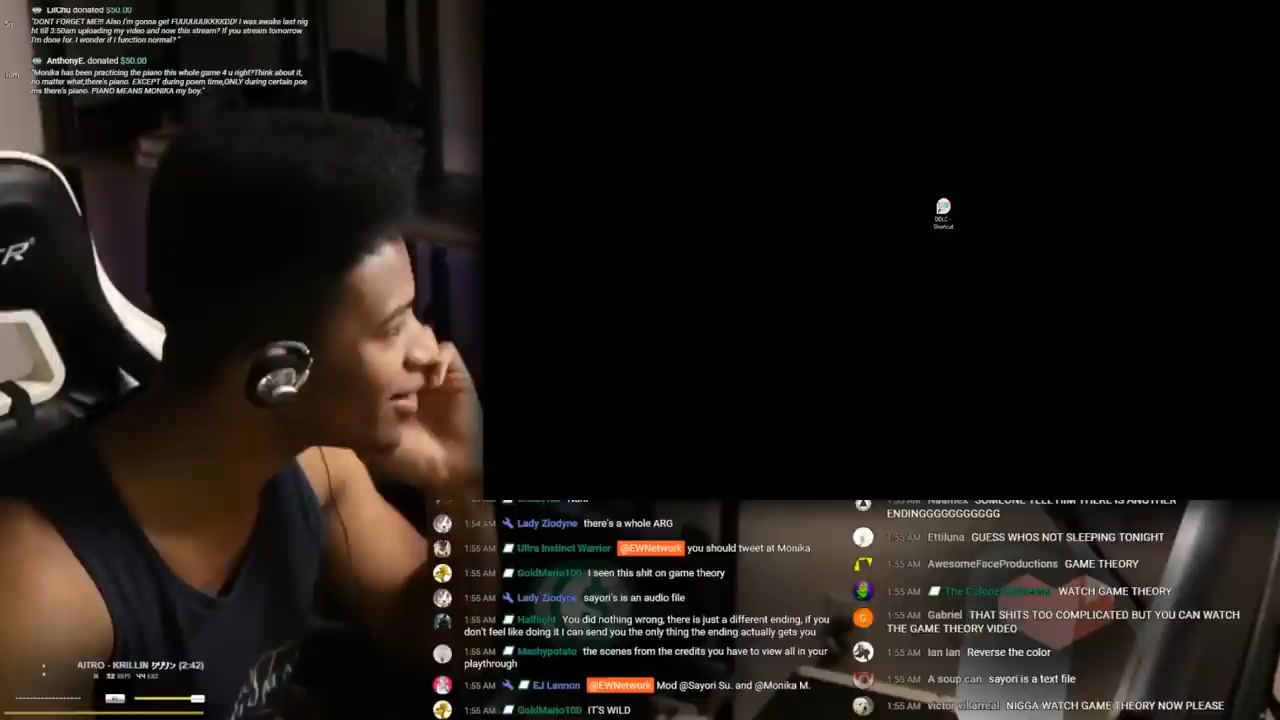 LilChu donated $50.00
"DONT FORGET ME!!! Also i'm gonna get FUUUUUUKKKKDD! I was awake last nig
ht till 3:50am uploading my video and now this stream? If you stream tomorrow
I'm done for. I wonder if I function normal? "
AnthonyE. donated $50.00
"Monika has been practicing the piano this whole game 4 u right?Think about it,
no matter what,there's piano. EXCEPT during poem time,ONLY during certain poe
ms there's piano. PIANO MEANS MONIKA my boy."
DDLC -
Shortcut
1:54 AM Lady Ziodyne there's a whole ARG
1:55 AM Ultra Instinct Warrior @EWNetwork you should tweet at Monika
1:55 AM GoldMario100 I seen this shit on game theory
1:55 AM Lady Ziodyne sayori's is an audio file
1:55 AM Halflight You did nothing wrong, there is just a different ending, if you
don't feel like doing it I can send you the only thing the ending actually gets you
1:55 AM Mashypotato the scenes from the credits you have to view all in your
playthrough
1:55 AM EJ Lennon @EWNetwork Mod @Sayori Su. and @Monika M.
1:55 AM GoldMario100 IT'S WILD
SOMEONE TELL HIM THERE IS ANOTHER
ENDINGGGGGGGGGGG
1:55 AM Ettiluna GUESS WHOS NOT SLEEPING TONIGHT
1:55 AM AwesomeFaceProductions GAME THEORY
1:55 AM WATCH GAME THEORY
1:55 AM Gabriel THAT SHITS TOO COMPLICATED BUT YOU CAN WATCH
THE GAME THEORY VIDEO
1:55 AM Ian Ian Reverse the color
1:55 AM A soup can sayori is a text file
1:55 AM victor villarreal NIGGA WATCH GAME THEORY NOW PLEASE
AJTRO - KRILLIN クリリン (2:42)
32 KBPS 44 KHZ